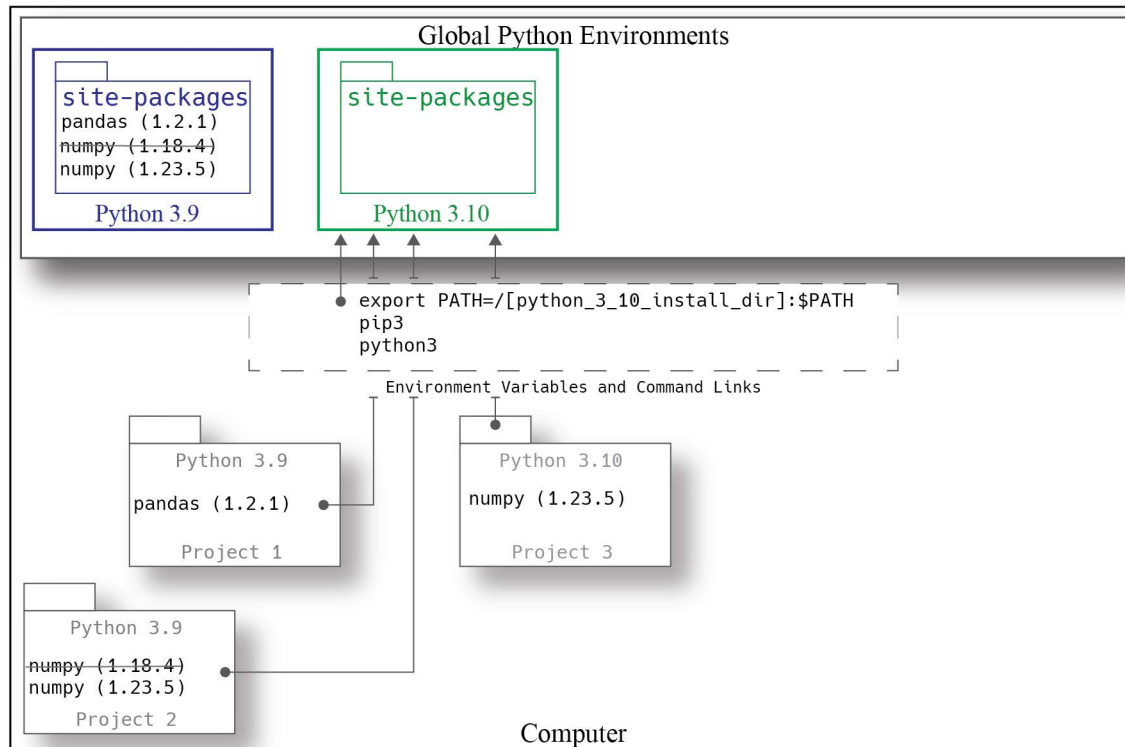 Global Python Environments
site-packages
pandas (1.2.1)
numpy (1.18.4)
numpy (1.23.5)
Python 3.9
site-packages
Python 3.10
export PATH=/[python_3_10_install_dir]:$PATH
pip3
python3
Environment Variables and Command Links
Python 3.9
pandas (1.2.1)
Project 1
Python 3.10
numpy (1.23.5)
Project 3
Python 3.9
numpy (1.18.4)
numpy (1.23.5)
Project 2
Computer